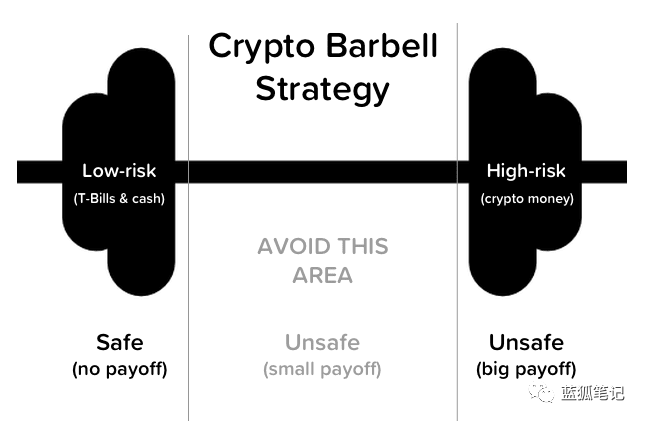 Crypto Barbell
Strategy
Low-risk
(T-Bills & cash)
High-risk
(crypto money)
AVOID THIS
AREA
Safe
(no payoff)
Unsafe
(small payoff)
Unsafe
(big payoff)
蓝狐笔记